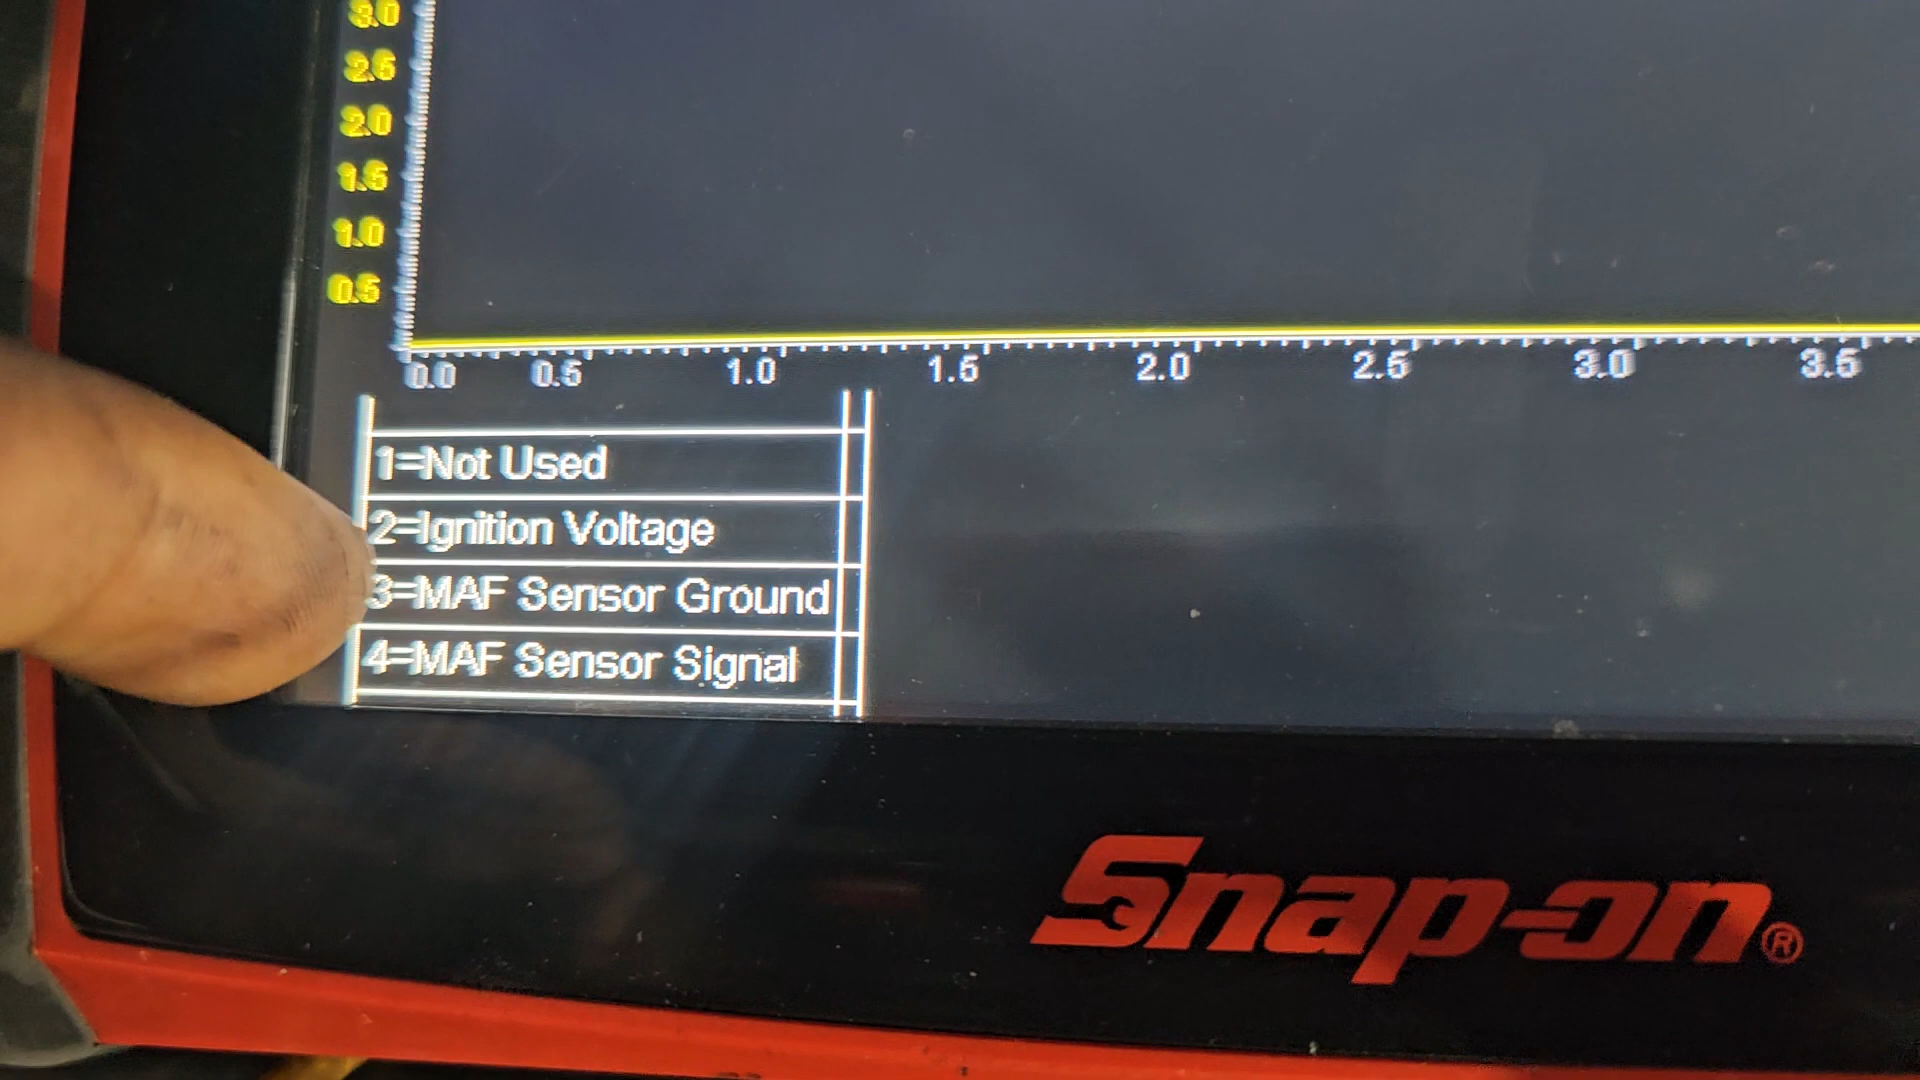 3.0
2.5
2.0
1.5
1.0
0.5
0.0 0.5 1.0 1.5 2.0 2.5 3.0 3.5
1=Not Used
2=Ignition Voltage
3=MAF Sensor Ground
4=MAF Sensor Signal
Snap-on®